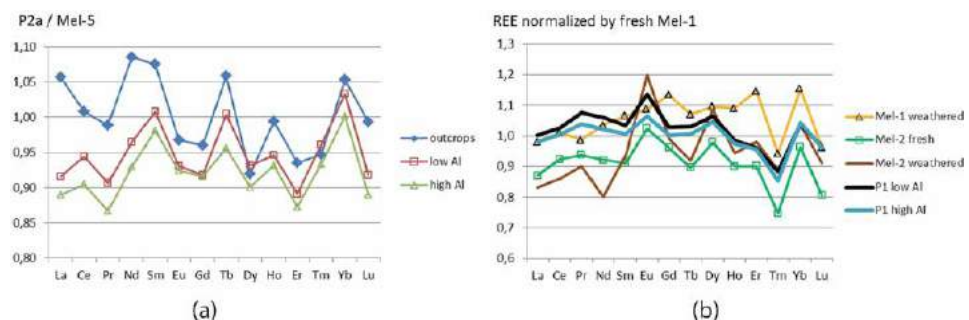 P2a / Mel-5
1,10
1,05
1,00
0,95
0,90
0,85
0,80
La Ce Pr Nd Sm Eu Gd Tb Dy Ho Er Tm Yb Lu
outcrops
low Al
high Al
(a)
REE normalized by fresh Mel-1
1,3
1,2
1,1
1,0
0,9
0,8
0,7
0,6
La Ce Pr Nd Sm Eu Gd Tb Dy Ho Er Tm Yb Lu
Mel-1 weathered
Mel-2 fresh
Mel-2 weathered
P1 low Al
P1 high Al
(b)